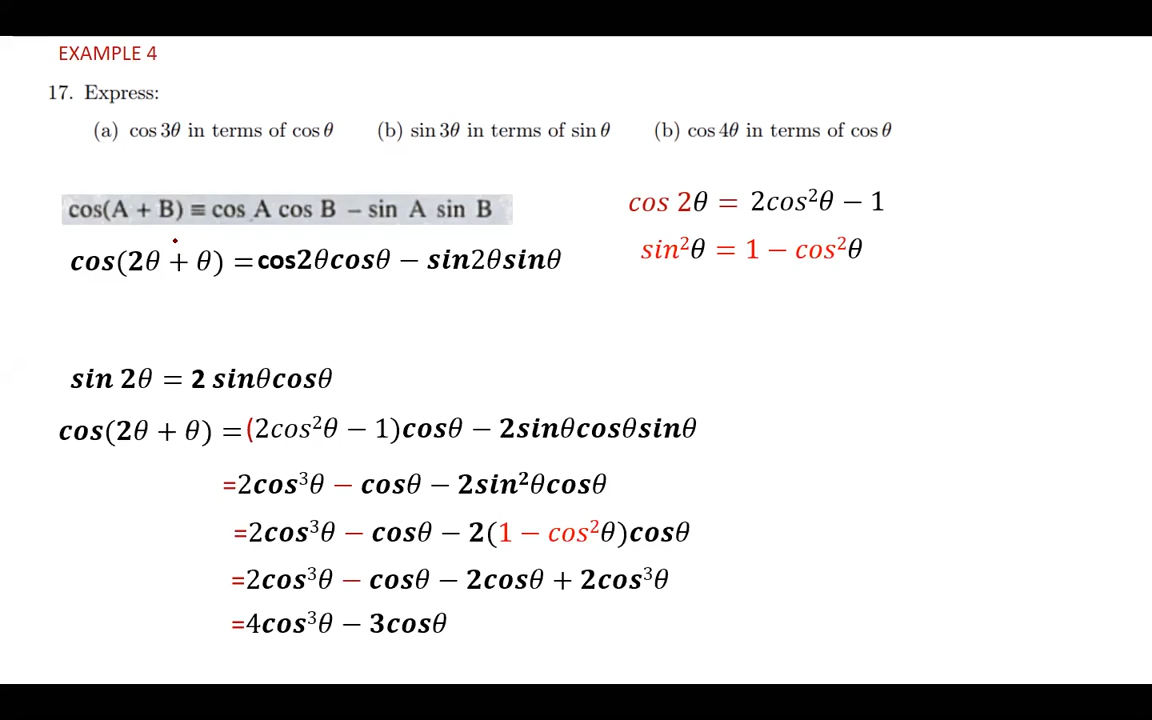 EXAMPLE 4
17. Express:
(a) cos 3θ in terms of cos θ (b) sin 3θ in terms of sin θ (b) cos 4θ in terms of cos θ
cos(A + B) ≡ cos A cos B − sin A sin B
cos 2θ = 2cos²θ − 1
cos(2θ + θ) = cos2θcosθ − sin2θsinθ
sin²θ = 1 − cos²θ
sin 2θ = 2 sinθcosθ
cos(2θ + θ) = (2cos²θ − 1)cosθ − 2sinθcosθsinθ
=2cos³θ − cosθ − 2sin²θcosθ
=2cos³θ − cosθ − 2(1 − cos²θ)cosθ
=2cos³θ − cosθ − 2cosθ + 2cos³θ
=4cos³θ − 3cosθ